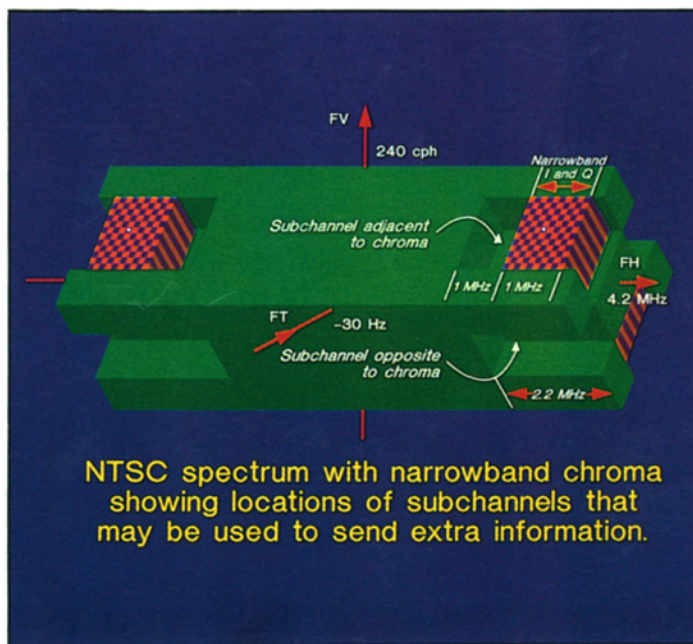 FV
240 cph
Narrowband
I and Q
Subchannel adjacent
to chroma
FH
1 MHz
1 MHz
4.2 MHz
FT
-30 Hz
Subchannel opposite
to chroma
2.2 MHz
NTSC spectrum with narrowband chroma
showing locations of subchannels that
may be used to send extra information.